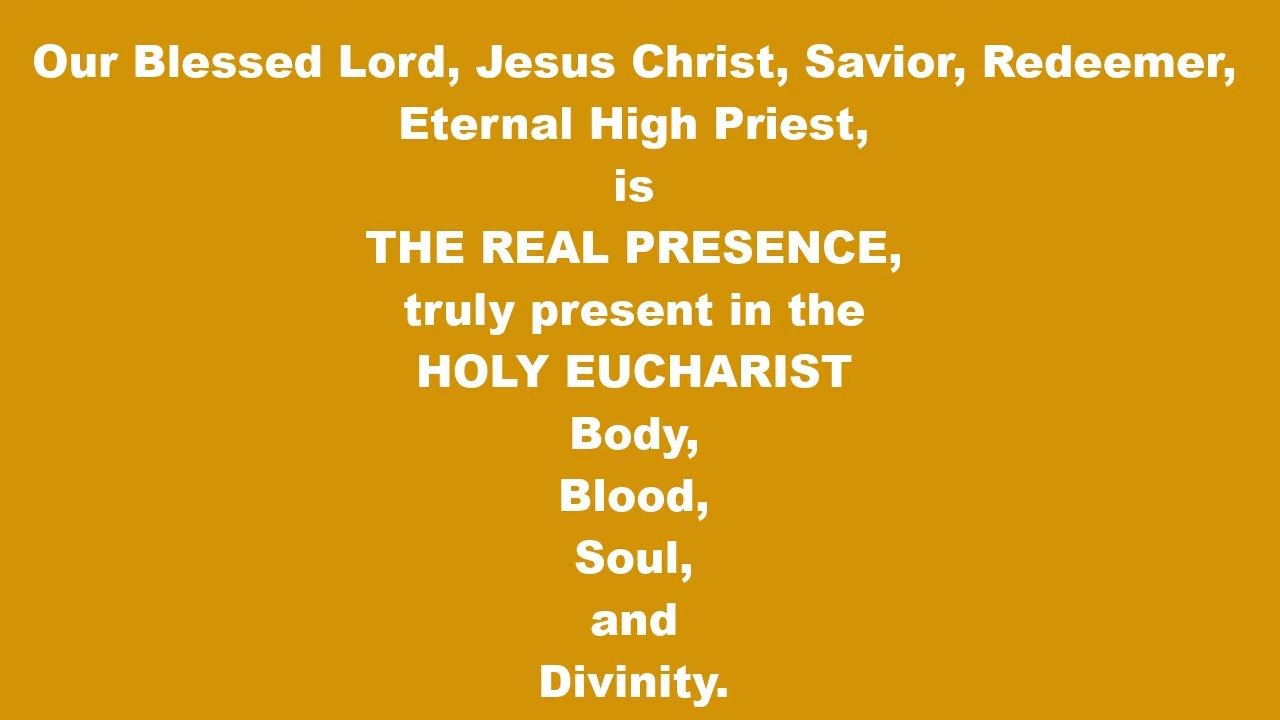 Our Blessed Lord, Jesus Christ, Savior, Redeemer,
Eternal High Priest,
is
THE REAL PRESENCE,
truly present in the
HOLY EUCHARIST
Body,
Blood,
Soul,
and
Divinity.